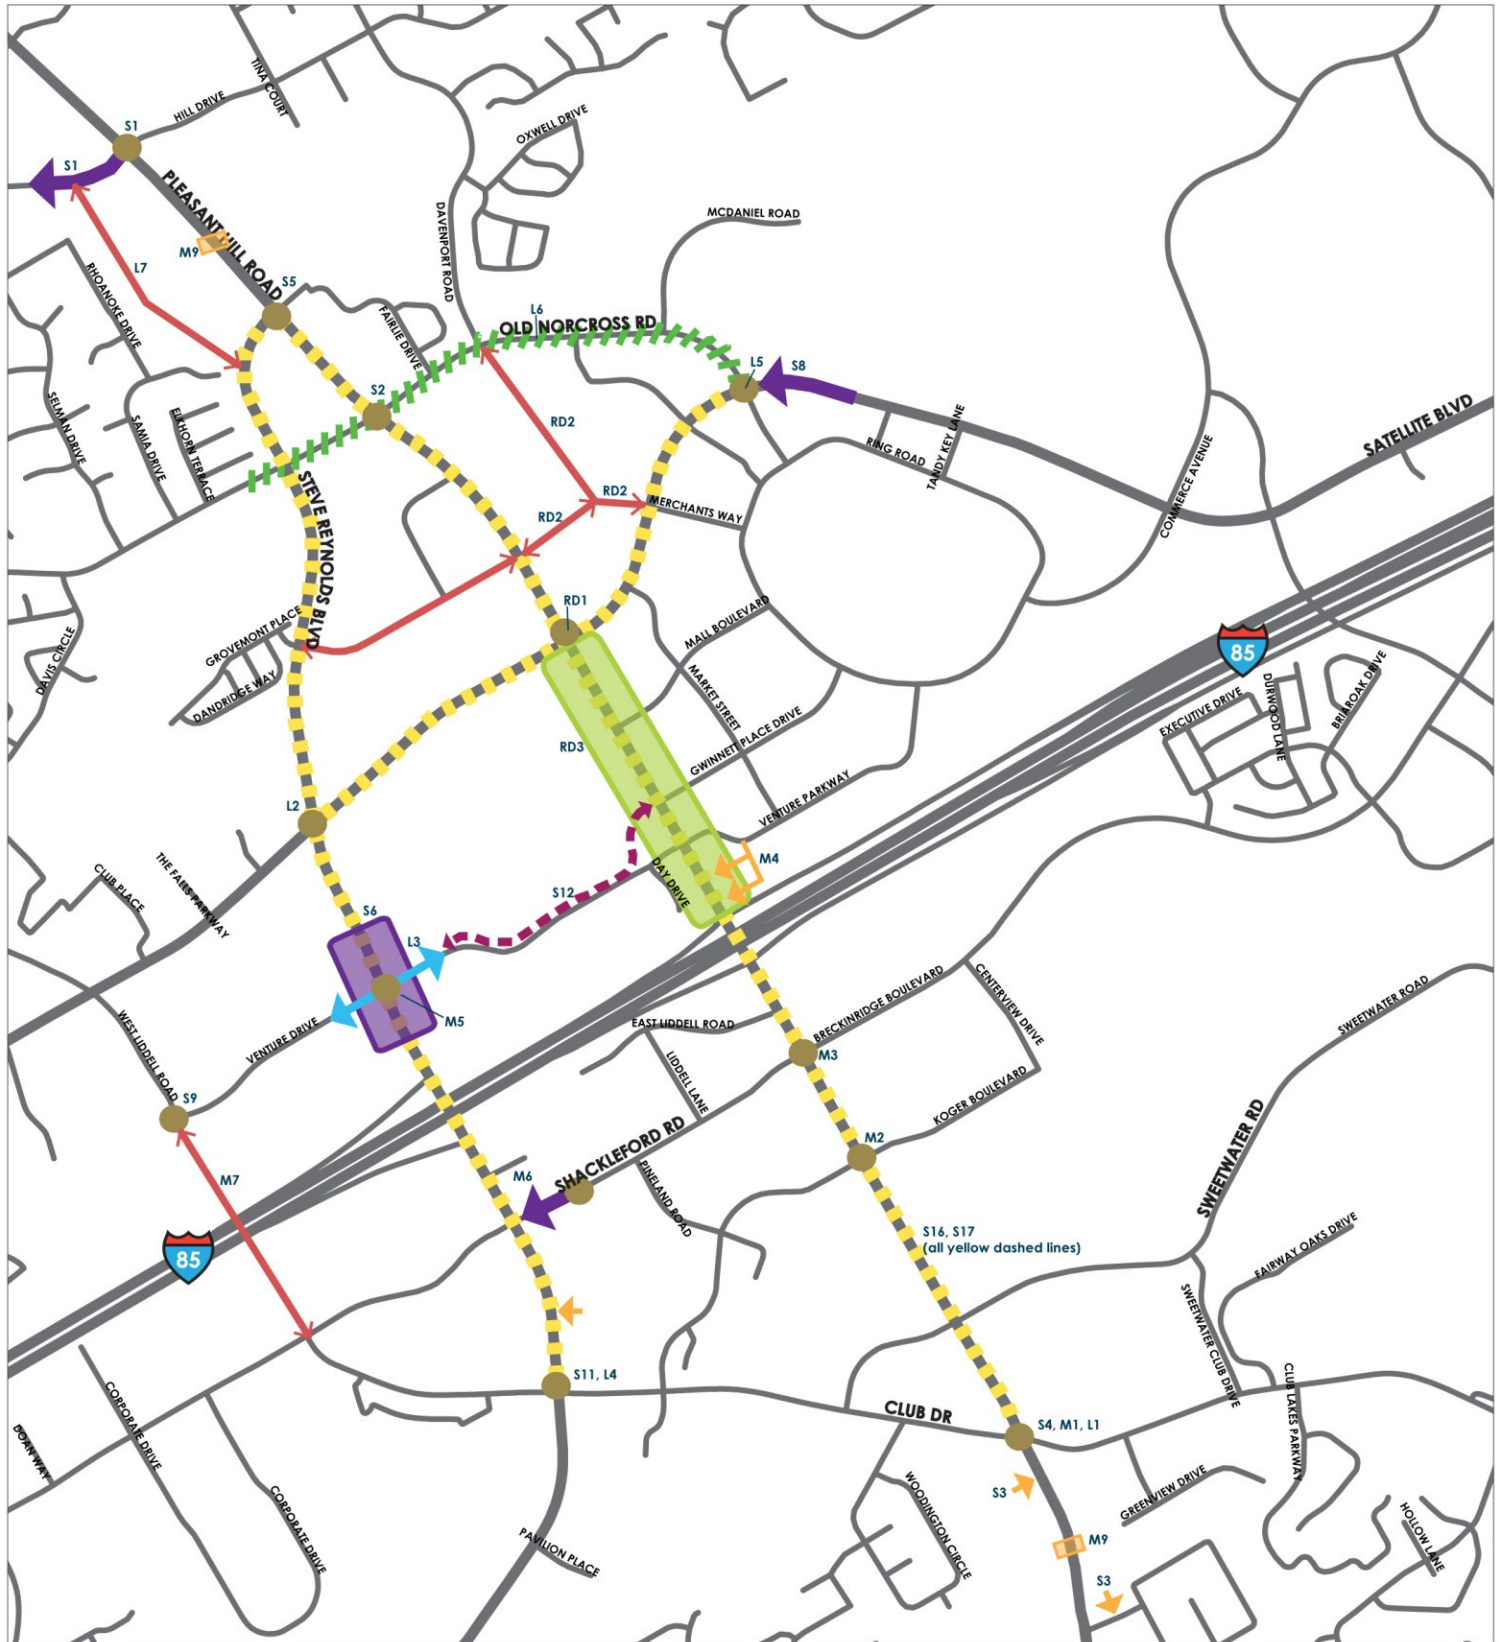 TINA COURT
HILL DRIVE
S1
S1
OXWELL DRIVE
PLEASANT HILL ROAD
M9
L7
RHOANOKE DRIVE
S5
DAVENPORT ROAD
MCDANIEL ROAD
L6
OLD NORCROSS RD
FAIRLIE DRIVE
S2
L5
S8
SELMAN DRIVE
SAMIA DRIVE
ELKHORN TERRACE
RD2
RING ROAD
TANDY KEY LANE
SATELLITE BLVD
COMMERCE AVENUE
STEVE REYNOLDS BLVD
RD2
RD2
MERCHANTS WAY
RD1
DAVIS CIRCLE
GROVEMONT PLACE
DANDRIDGE WAY
MALL BOULEVARD
MARKET STREET
85
RD3
GWINNETT PLACE DRIVE
EXECUTIVE DRIVE
DURWOOD LANE
BRIAROAK DRIVE
L2
VENTURE PARKWAY
CLUB PLACE
THE FALLS PARKWAY
M4
DAY DRIVE
S12
S6
L3
M5
WEST LIDDELL ROAD
VENTURE DRIVE
EAST LIDDELL ROAD
LIDDELL LANE
BRECKINRIDGE BOULEVARD
CENTERVIEW DRIVE
SWEETWATER ROAD
M3
S9
KOGER BOULEVARD
SHACKLEFORD RD
M2
M7
M6
PINELAND ROAD
SWEETWATER RD
S16, S17
(all yellow dashed lines)
85
FAIRWAY OAKS DRIVE
SWEETWATER CLUB DRIVE
S11, L4
CLUB DR
S4, M1, L1
CLUB LAKES PARKWAY
CORPORATE DRIVE
DOAN WAY
CORPORATE DRIVE
S3
WOODINGTON CIRCLE
GREENVIEW DRIVE
HOLLOW LANE
PAVILION PLACE
M9
S3